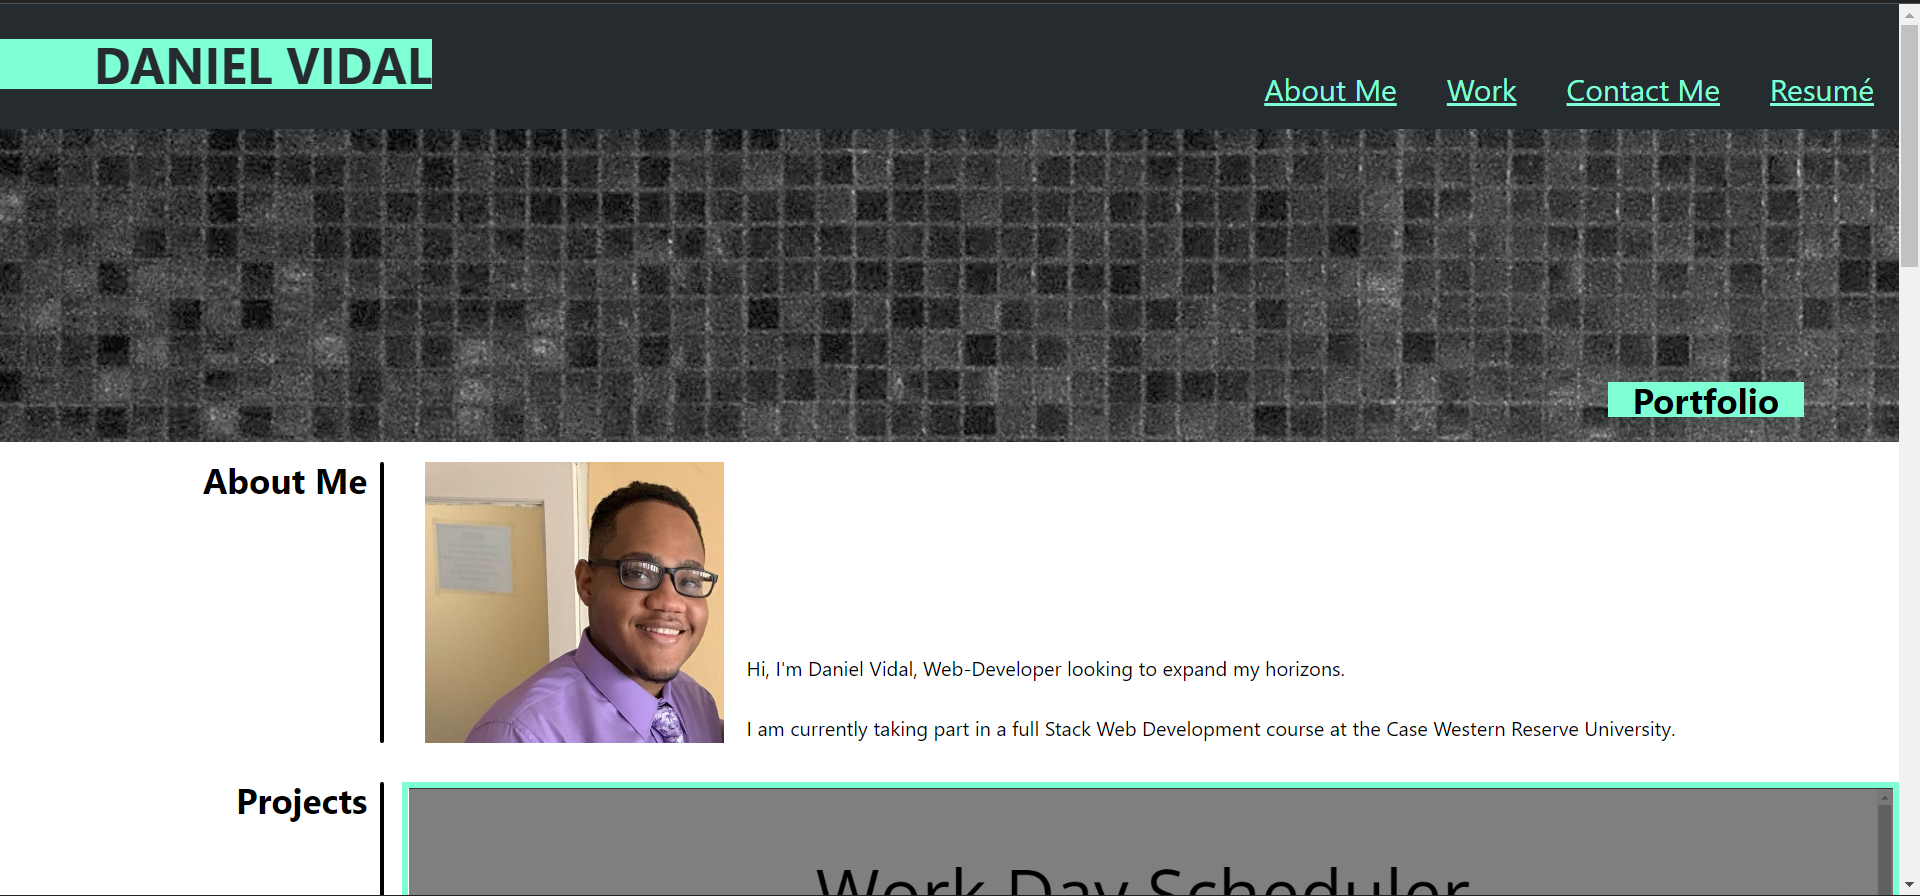 DANIEL VIDAL
About Me Work Contact Me Resumé
Portfolio
About Me
Hi, I'm Daniel Vidal, Web-Developer looking to expand my horizons.
I am currently taking part in a full Stack Web Development course at the Case Western Reserve University.
Projects
Work Day Scheduler